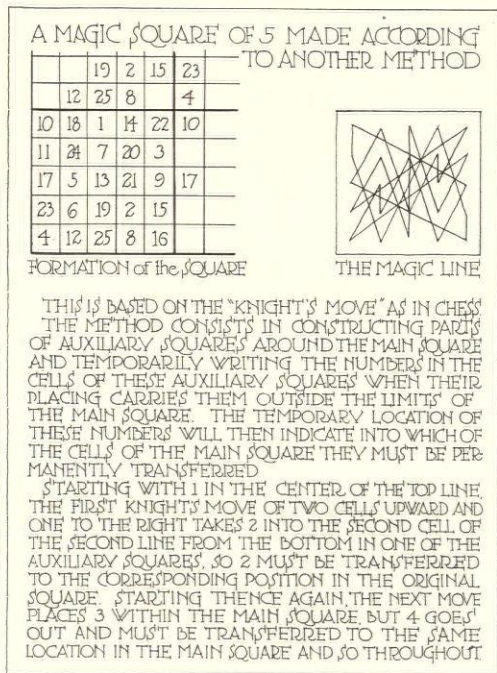 A MAGIC SQUARE OF 5 MADE ACCORDING
TO ANOTHER METHOD
19 2 15 23
12 25 8 4
10 18 1 14 22 10
11 24 7 20 3
17 5 13 21 9 17
23 6 19 2 15
4 12 25 8 16
FORMATION of the SQUARE
THE MAGIC LINE
THIS IS BASED ON THE "KNIGHT'S MOVE" AS IN CHESS.
THE METHOD CONSISTS IN CONSTRUCTING PARTS
OF AUXILIARY SQUARES AROUND THE MAIN SQUARE
AND TEMPORARILY WRITING THE NUMBERS IN THE
CELLS OF THESE AUXILIARY SQUARES WHEN THEIR
PLACING CARRIES THEM OUTSIDE THE LIMITS OF
THE MAIN SQUARE. THE TEMPORARY LOCATION OF
THESE NUMBERS WILL THEN INDICATE INTO WHICH OF
THE CELLS OF THE MAIN SQUARE THEY MUST BE PER-
MANENTLY TRANSFERRED
STARTING WITH 1 IN THE CENTER OF THE TOP LINE,
THE FIRST KNIGHT'S MOVE OF TWO CELLS UPWARD AND
ONE TO THE RIGHT TAKES 2 INTO THE SECOND CELL OF
THE SECOND LINE FROM THE BOTTOM IN ONE OF THE
AUXILIARY SQUARES, SO 2 MUST BE TRANSFERRED
TO THE CORRESPONDING POSITION IN THE ORIGINAL
SQUARE. STARTING THENCE AGAIN, THE NEXT MOVE
PLACES 3 WITHIN THE MAIN SQUARE, BUT 4 GOES
OUT AND MUST BE TRANSFERRED TO THE SAME
LOCATION IN THE MAIN SQUARE AND SO THROUGHOUT.